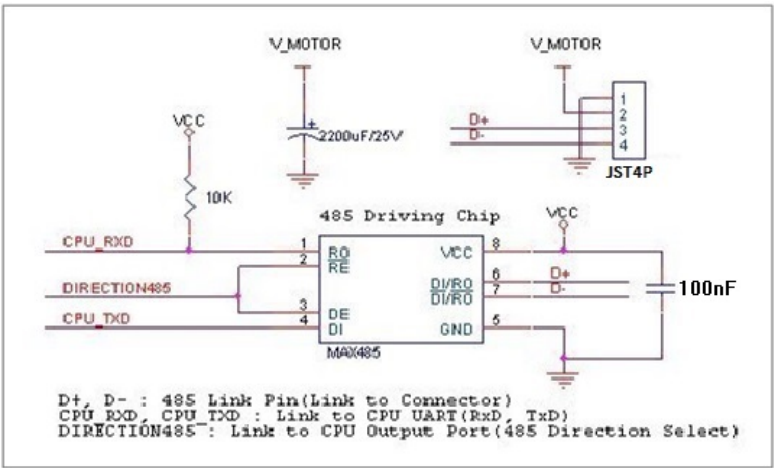 V_MOTOR
V_MOTOR
VCC
2200uF/25V
D+
D-
1
2
3
4
JST4P
10K
485 Driving Chip
VCC
CPU_RXD
1
RO
VCC
8
2
RE
DIRECTION485
DI/RO
6
D+
DI/RO
7
D-
100nF
3
DE
CPU_TXD
4
DI
GND
5
MAX485
D+, D- : 485 Link Pin(Link to Connector)
CPU_RXD, CPU_TXD : Link to CPU UART(RxD, TxD)
DIRECTION485 : Link to CPU Output Port(485 Direction Select)